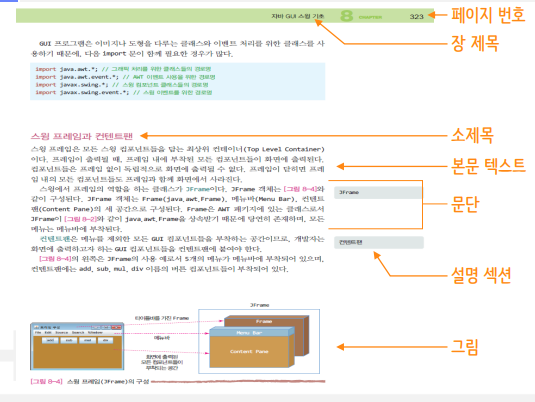 자바 GUI 스윙 기초 8 CHAPTER 323
페이지 번호
장 제목
GUI 프로그램은 이미지나 도형을 다루는 클래스와 이벤트 처리를 위한 클래스를 사
용하기 때문에, 다음 import 문이 함께 필요한 경우가 많다.
import java.awt.*; // 그래픽 처리를 위한 클래스들의 경로명
import java.awt.event.*; // AWT 이벤트 사용을 위한 경로명
import javax.swing.*; // 스윙 컴포넌트 클래스들의 경로명
import javax.swing.event.*; // 스윙 이벤트를 위한 경로명
스윙 프레임과 컨텐트팬
소제목
스윙 프레임은 모든 스윙 컴포넌트들을 담는 최상위 컨테이너(Top Level Container)
이다. 프레임이 출력될 때, 프레임 내에 부착된 모든 컴포넌트들이 화면에 출력된다.
컴포넌트들은 프레임 없이 독립적으로 화면에 출력될 수 없다. 프레임이 닫히면 프레
임 내의 모든 컴포넌트들도 프레임과 함께 화면에서 사라진다.
본문 텍스트
스윙에서 프레임의 역할을 하는 클래스가 JFrame이다. JFrame 객체는 [그림 8-4]와
같이 구성된다. JFrame 객체는 Frame(java.awt.Frame), 메뉴바(Menu Bar), 컨텐트
팬(Content Pane)의 세 공간으로 구성된다. Frame은 AWT 패키지에 있는 클래스로서
JFrame이 [그림 8-2]와 같이 java.awt.Frame을 상속받기 때문에 당연히 존재하며, 모든
메뉴는 메뉴바에 부착된다.
JFrame
문단
컨텐트팬은 메뉴를 제외한 모든 GUI 컴포넌트들을 부착하는 공간이므로, 개발자는
화면에 출력하고자 하는 GUI 컴포넌트들을 컨텐트팬에 붙여야 한다.
컨텐트팬
[그림 8-4]의 왼쪽은 JFrame의 사용 예로서 5개의 메뉴가 메뉴바에 부착되어 있으며,
컨텐트팬에는 add, sub, mul, div 이름의 버튼 컴포넌트들이 부착되어 있다.
설명 섹션
JFrame
타이틀바를 가진 Frame
Frame
File Edit Source Search Window
메뉴바
Menu Bar
add sub mul div
화면에 출력될
모든 컴포넌트들이
부착되는 공간
Content Pane
그림
[그림 8-4] 스윙 프레임(JFrame)의 구성